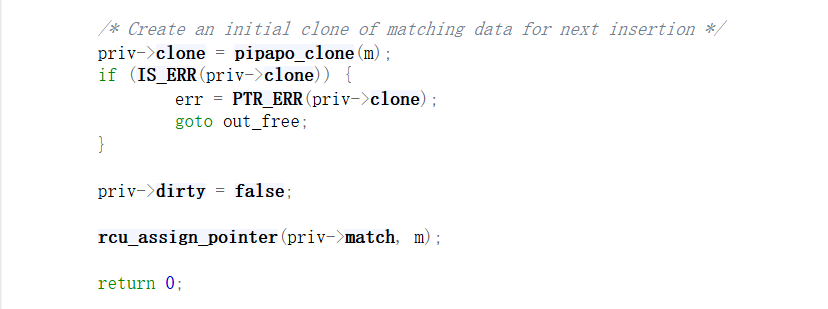 /* Create an initial clone of matching data for next insertion */
priv->clone = pipapo_clone(m);
if (IS_ERR(priv->clone)) {
        err = PTR_ERR(priv->clone);
        goto out_free;
}
priv->dirty = false;
rcu_assign_pointer(priv->match, m);
return 0;